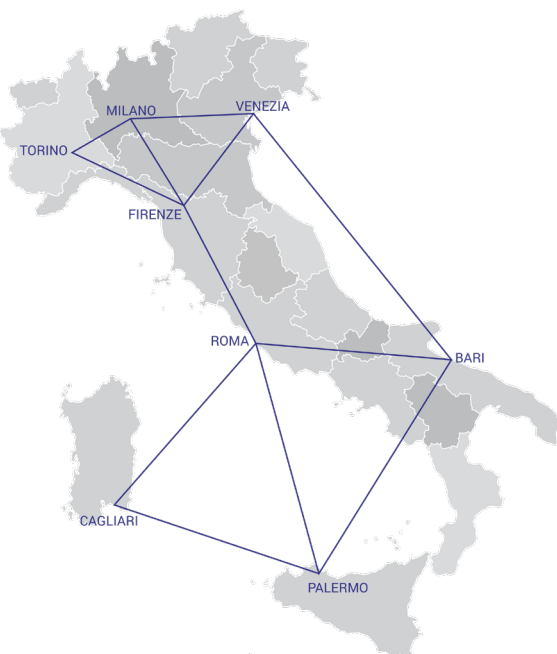 MILANO
VENEZIA
TORINO
FIRENZE
ROMA
BARI
CAGLIARI
PALERMO